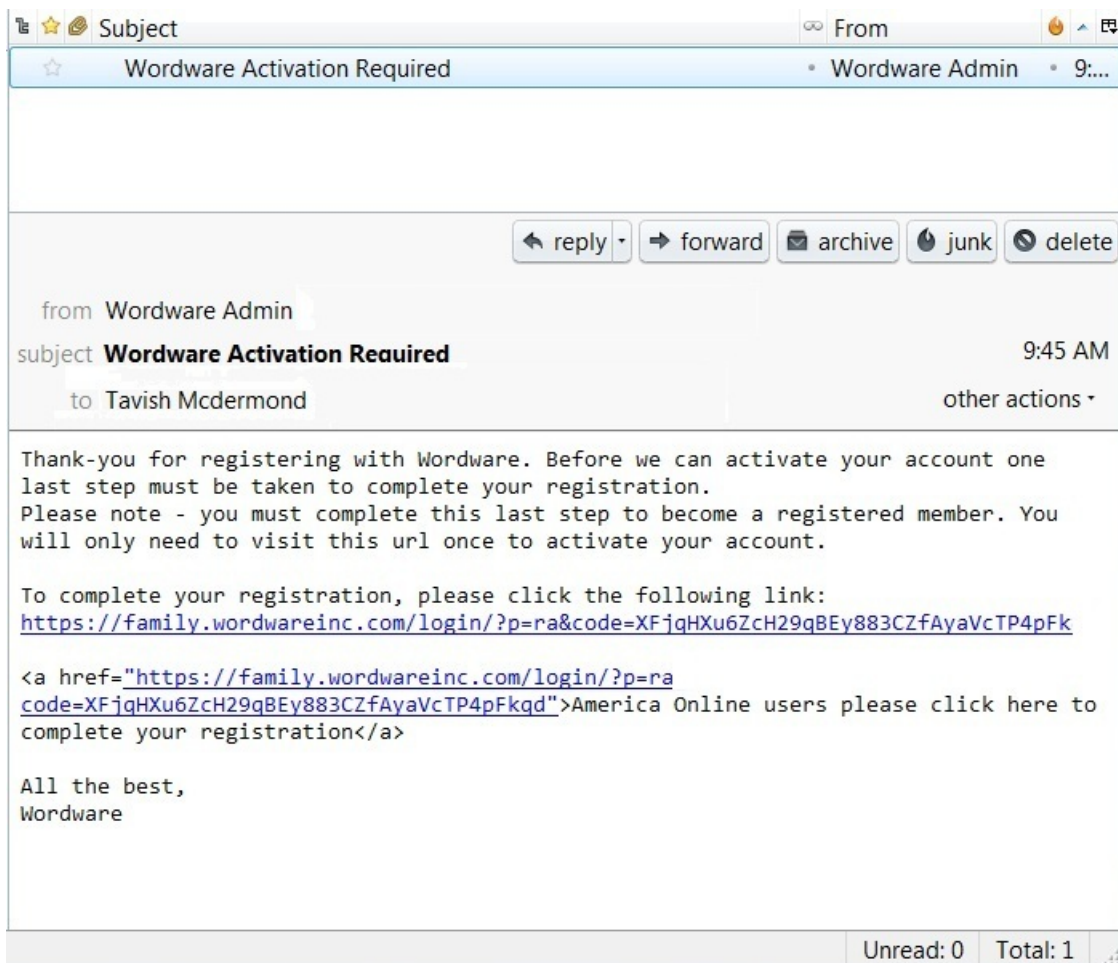 Subject From
Wordware Activation Required • Wordware Admin • 9:...
reply forward archive junk delete
from Wordware Admin
subject Wordware Activation Required 9:45 AM
to Tavish Mcdermond other actions
Thank-you for registering with Wordware. Before we can activate your account one
last step must be taken to complete your registration.
Please note - you must complete this last step to become a registered member. You
will only need to visit this url once to activate your account.
To complete your registration, please click the following link:
https://family.wordwareinc.com/login/?p=ra&code=XFjqHXu6ZcH29qBEy883CZfAyaVcTP4pFk
<a href="https://family.wordwareinc.com/login/?p=ra
code=XFjqHXu6ZcH29qBEy883CZfAyaVcTP4pFkqd">America Online users please click here to
complete your registration</a>
All the best,
Wordware
Unread: 0 Total: 1